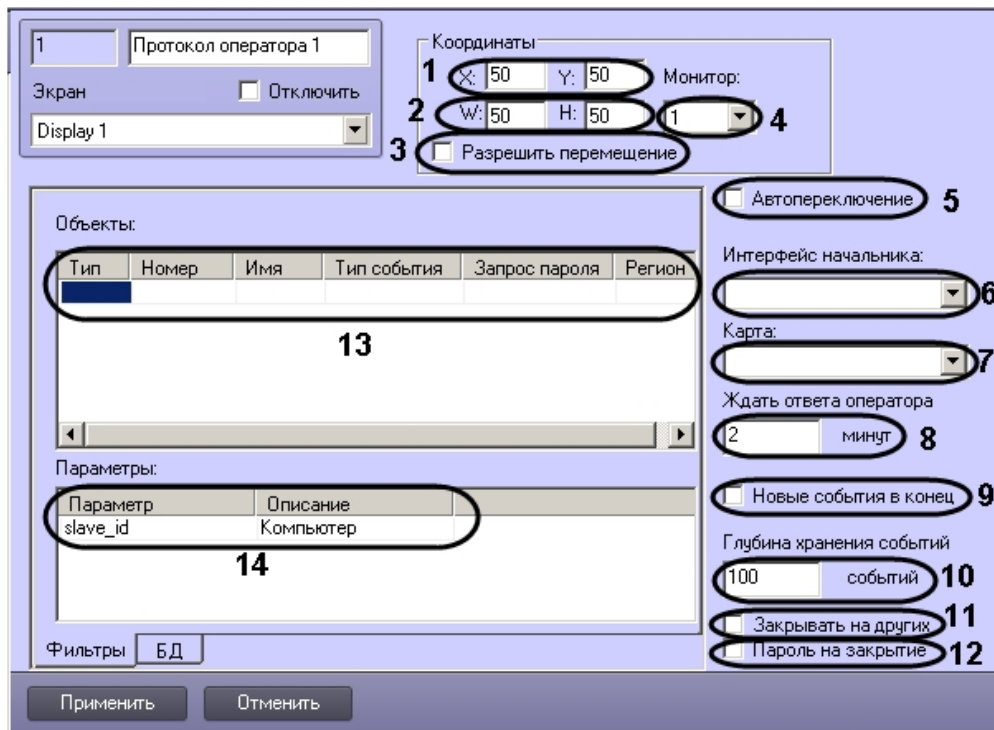 1 Протокол оператора 1
Экран Отключить
Display 1
Координаты
1 X: 50 Y: 50 Монитор:
2 W: 50 H: 50 1 4
3 Разрешить перемещение
Автопереключение 5
Объекты:
Тип Номер Имя Тип события Запрос пароля Регион
13
Интерфейс начальника:
6
Карта:
7
Ждать ответа оператора
2 минут 8
Параметры:
Параметр Описание
slave_id Компьютер
14
Новые события в конец 9
Глубина хранения событий
100 событий 10
Закрывать на других 11
Пароль на закрытие 12
Фильтры БД
Применить Отменить